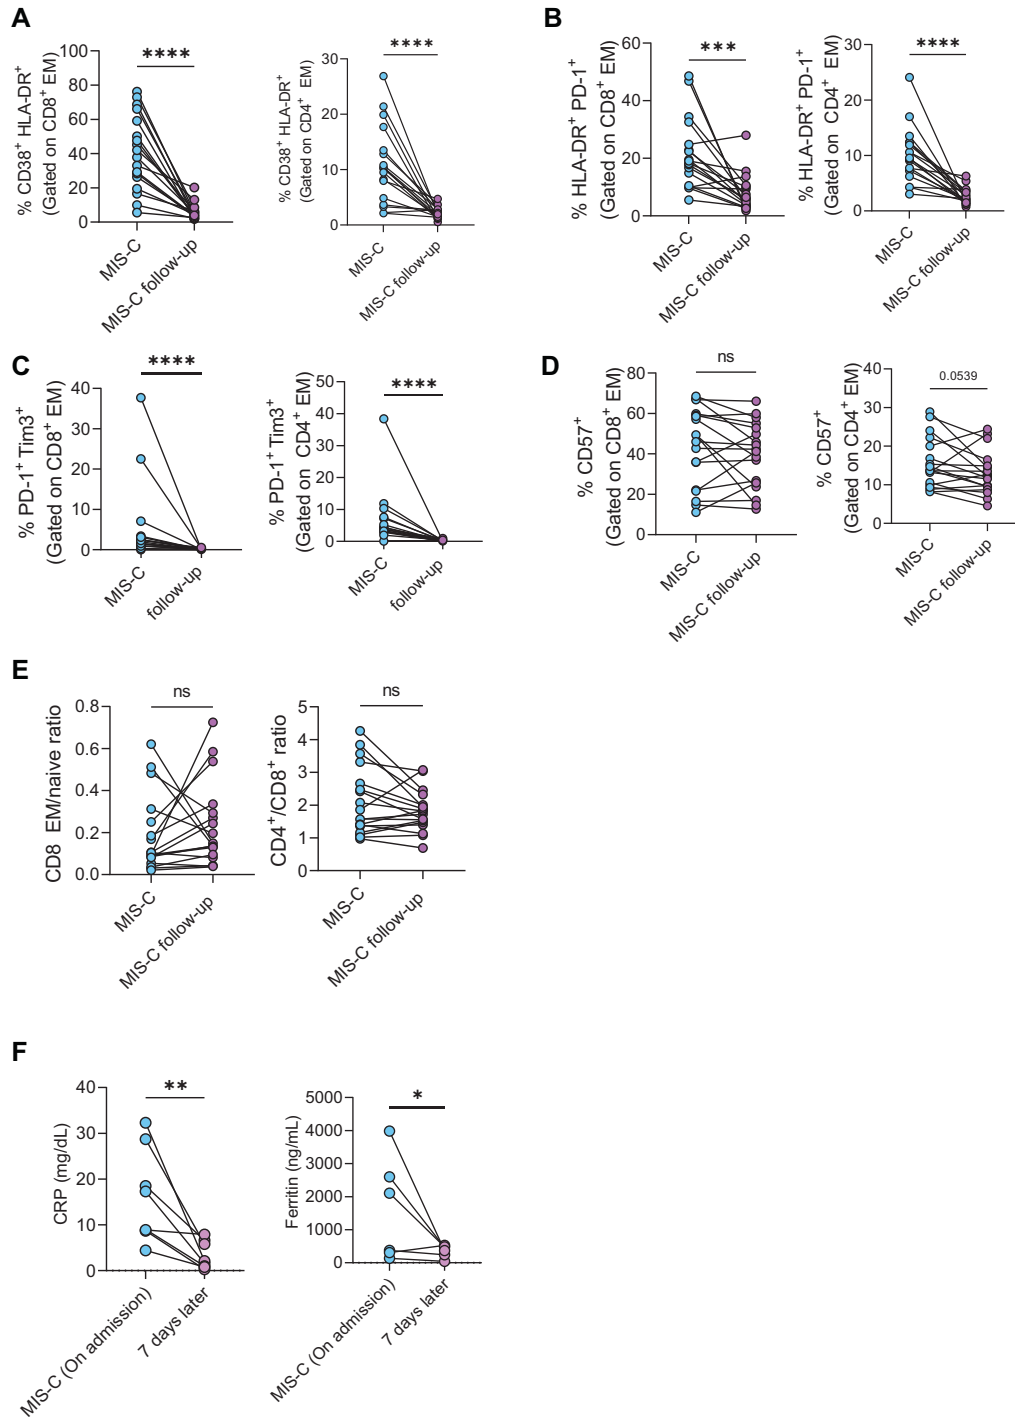 A
% CD38+ HLA-DR+
(Gated on CD8+ EM)
100
80
60
40
20
0
****
MIS-C
MIS-C follow-up
% CD38+ HLA-DR+
(Gated on CD4+ EM)
30
20
10
0
****
MIS-C
MIS-C follow-up
B
% HLA-DR+ PD-1+
(Gated on CD8+ EM)
60
40
20
0
***
MIS-C
MIS-C follow-up
% HLA-DR+ PD-1+
(Gated on CD4+ EM)
30
20
10
0
****
MIS-C
MIS-C follow-up
C
% PD-1+ Tim3+
(Gated on CD8+ EM)
40
30
20
10
0
****
MIS-C
follow-up
% PD-1+ Tim3+
(Gated on CD4+ EM)
50
40
30
20
10
0
****
MIS-C
follow-up
D
% CD57+
(Gated on CD8+ EM)
80
60
40
20
0
ns
MIS-C
MIS-C follow-up
% CD57+
(Gated on CD4+ EM)
40
30
20
10
0
0.0539
MIS-C
MIS-C follow-up
E
CD8 EM/naive ratio
0.8
0.6
0.4
0.2
0.0
ns
MIS-C
MIS-C follow-up
CD4+/CD8+ ratio
5
4
3
2
1
0
ns
MIS-C
MIS-C follow-up
F
CRP (mg/dL)
40
30
20
10
0
**
MIS-C (On admission)
7 days later
Ferritin (ng/mL)
5000
4000
3000
2000
1000
0
*
MIS-C (On admission)
7 days later